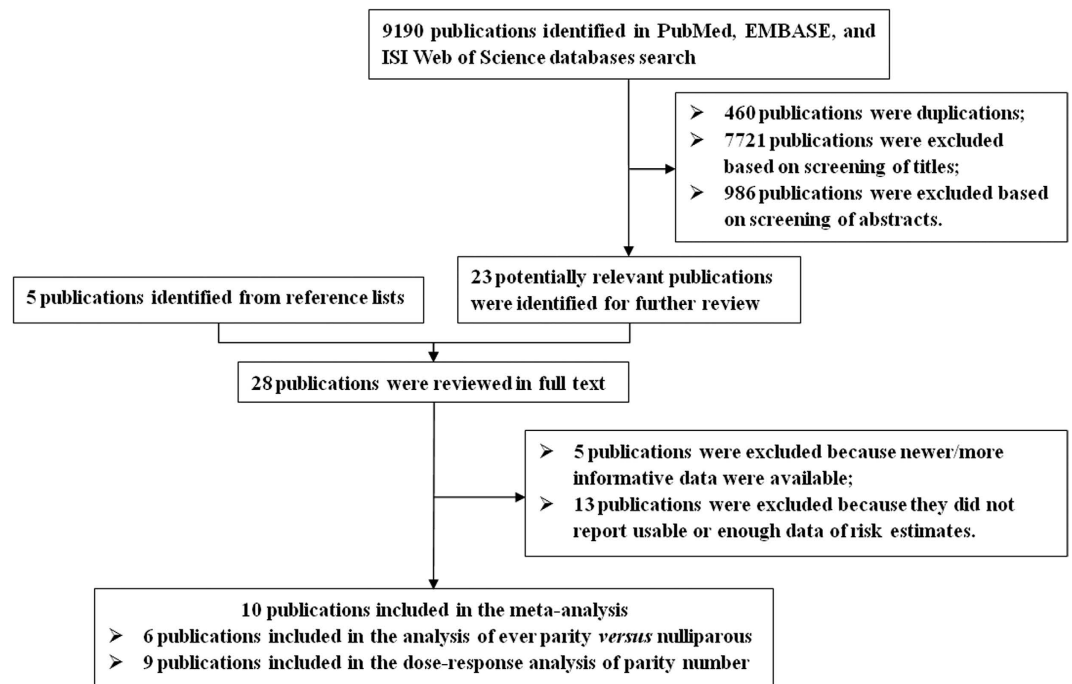 9190 publications identified in PubMed, EMBASE, and
ISI Web of Science databases search
➢ 460 publications were duplications;
➢ 7721 publications were excluded
based on screening of titles;
➢ 986 publications were excluded based
on screening of abstracts.
23 potentially relevant publications
were identified for further review
5 publications identified from reference lists
28 publications were reviewed in full text
➢ 5 publications were excluded because newer/more
informative data were available;
➢ 13 publications were excluded because they did not
report usable or enough data of risk estimates.
10 publications included in the meta-analysis
➢ 6 publications included in the analysis of ever parity versus nulliparous
➢ 9 publications included in the dose-response analysis of parity number